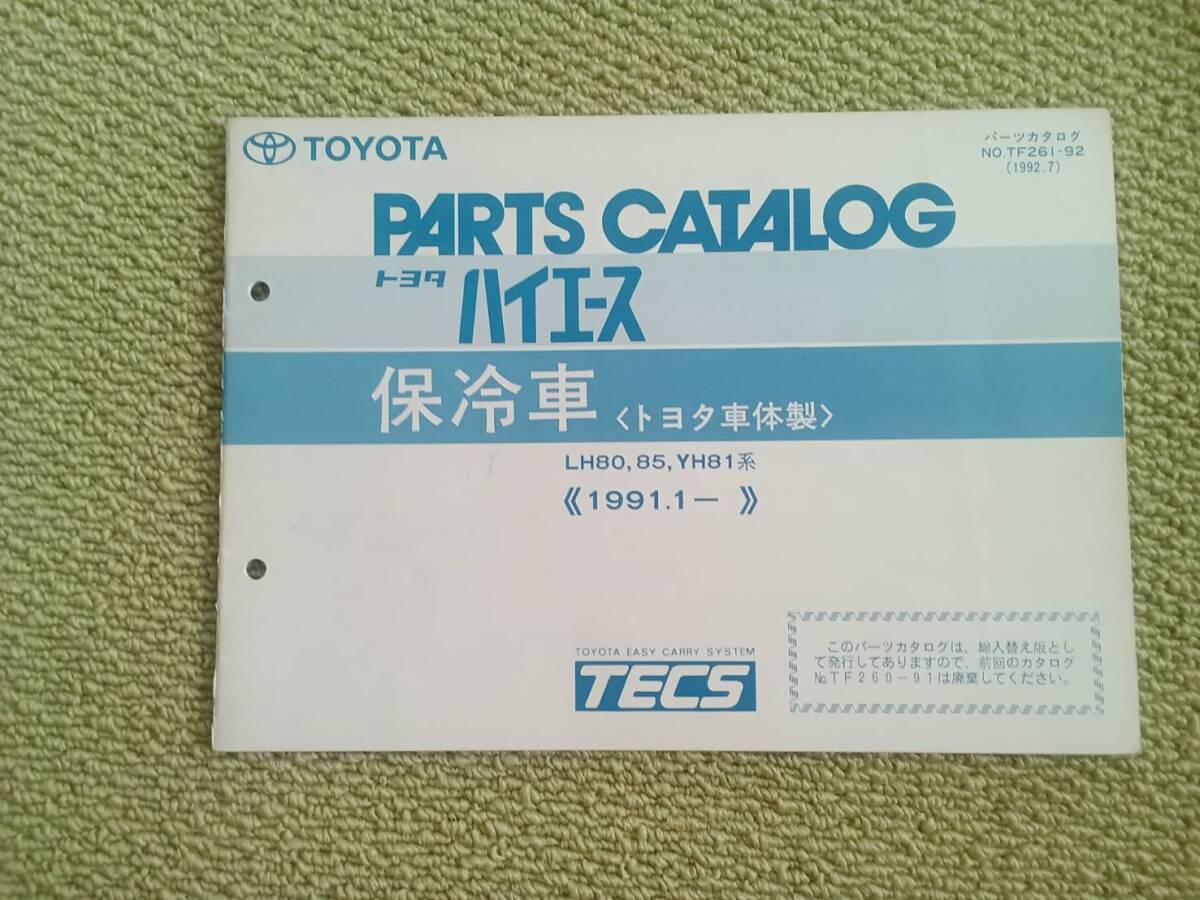 TOYOTA
パーツカタログ
NO.TF261-92
(1992.7)
PARTS CATALOG
トヨタ ハイエース
保冷車 〈トヨタ車体製〉
LH80, 85, YH81系
《1991.1ー 》
TOYOTA EASY CARRY SYSTEM
TECS
このパーツカタログは、総入替え版とし
て発行してありますので、前回のカタログ
№TF260-91は廃棄してください。